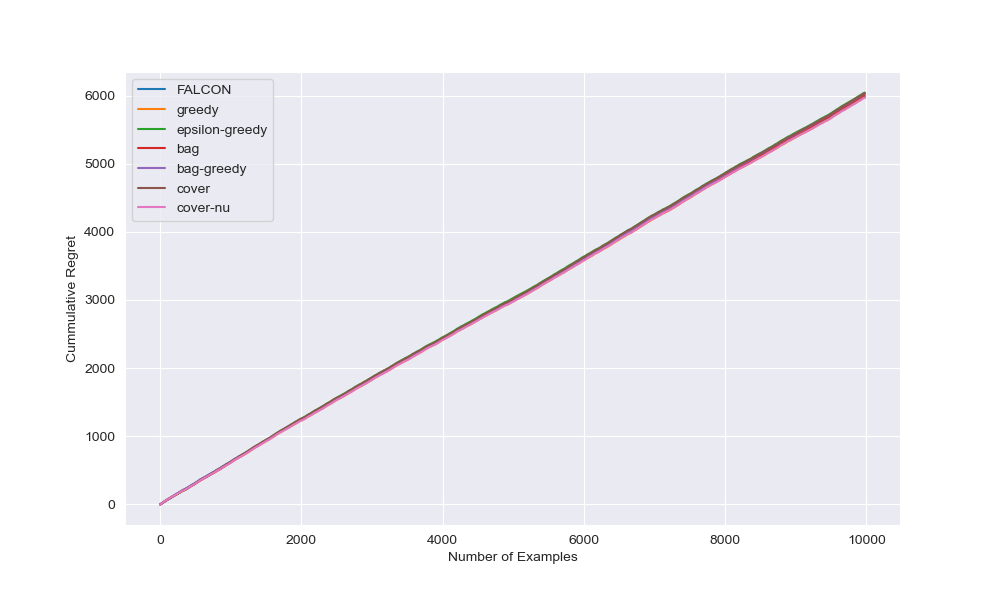 FALCON
greedy
epsilon-greedy
bag
bag-greedy
cover
cover-nu
6000
5000
4000
3000
2000
1000
0
Cummulative Regret
0 2000 4000 6000 8000 10000
Number of Examples